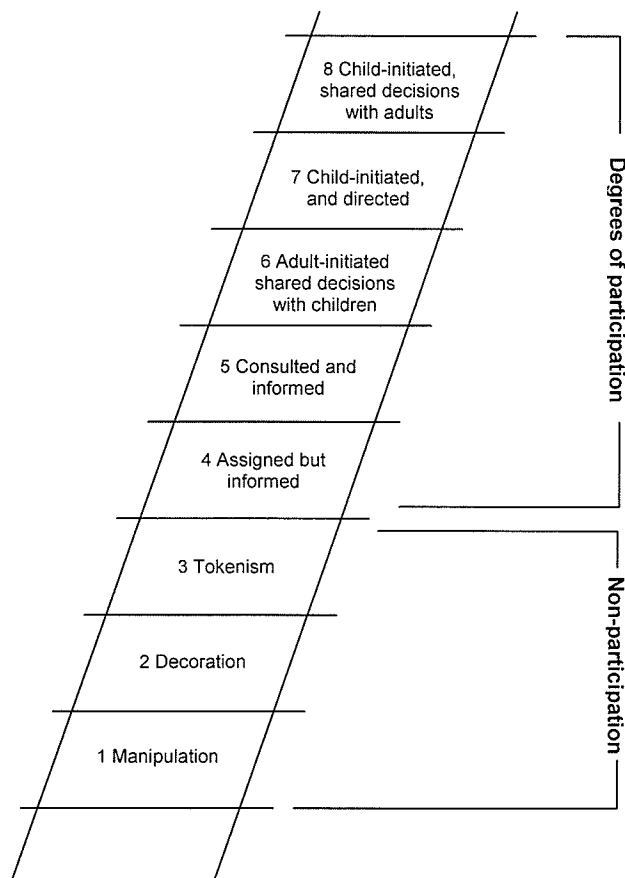 8 Child-initiated,
shared decisions
with adults
7 Child-initiated,
and directed
6 Adult-initiated
shared decisions
with children
5 Consulted and
informed
4 Assigned but
informed
3 Tokenism
2 Decoration
1 Manipulation
Degrees of participation
Non-participation